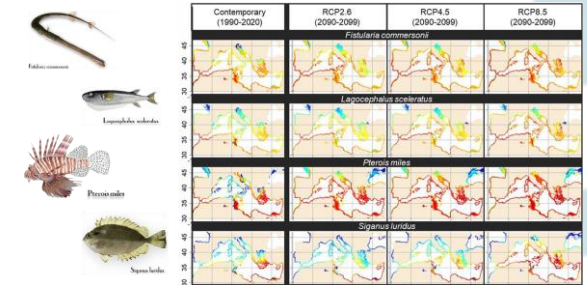 Contemporary (1990-2020)
RCP2.6 (2090-2099)
RCP4.5 (2090-2099)
RCP8.5 (2090-2099)
Fistularia commersonii
45
40
35
30
Fistularia commersonii
Lagocephalus sceleratus
45
40
35
30
Lagocephalus sceleratus
Pterois miles
45
40
35
30
Pterois miles
Siganus luridus
45
40
35
30
Siganus luridus